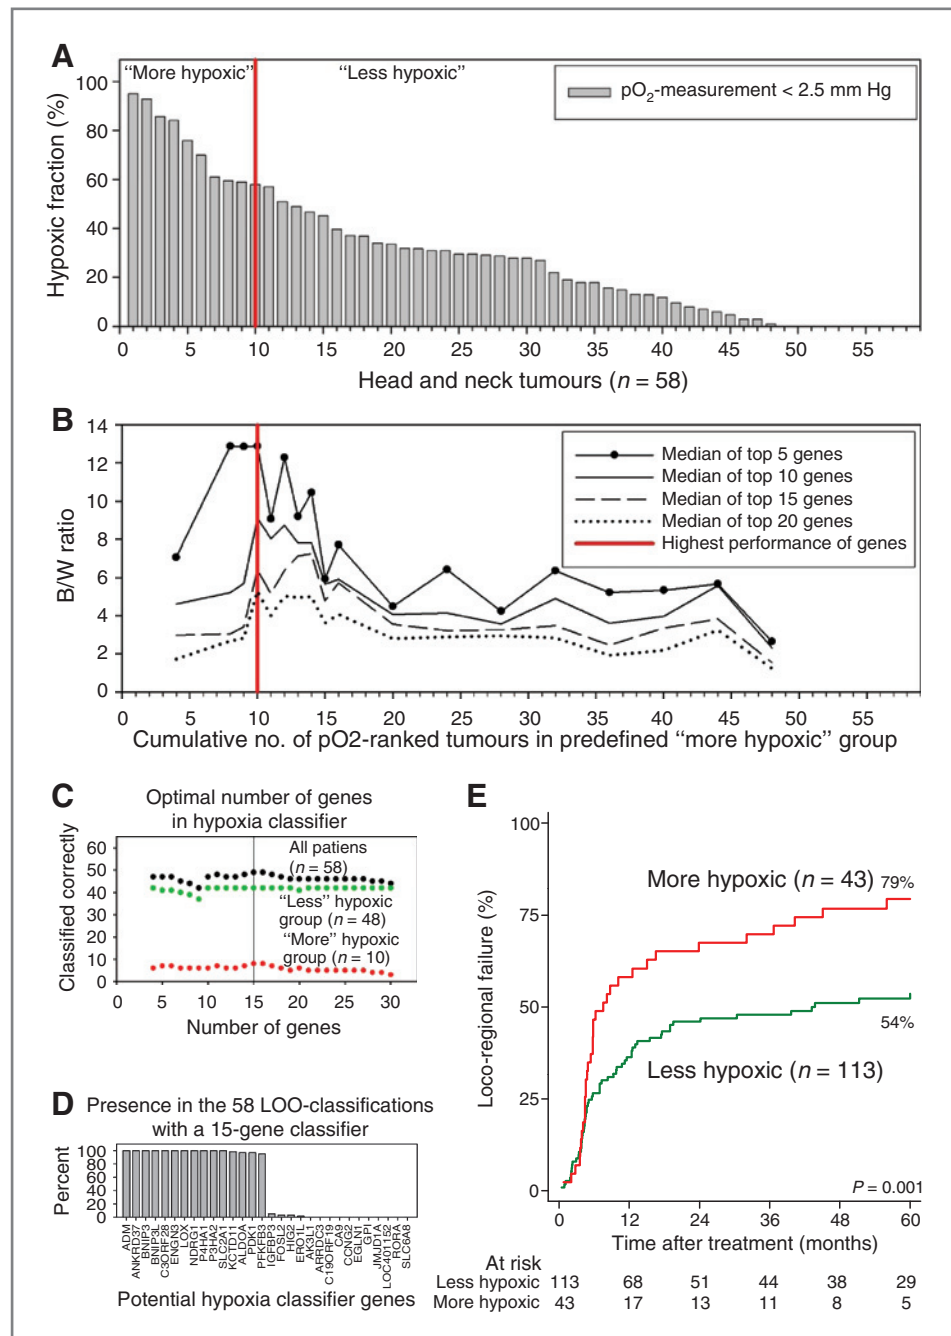 A
"More hypoxic"
"Less hypoxic"
pO2-measurement < 2.5 mm Hg
Hypoxic fraction (%)
100
80
60
40
20
0
0 5 10 15 20 25 30 35 40 45 50 55
Head and neck tumours (n = 58)
B
B/W ratio
14
12
10
8
6
4
2
0
Median of top 5 genes
Median of top 10 genes
Median of top 15 genes
Median of top 20 genes
Highest performance of genes
0 5 10 15 20 25 30 35 40 45 50 55
Cumulative no. of pO2-ranked tumours in predefined "more hypoxic" group
C
Optimal number of genes
in hypoxia classifier
Classified correctly
60
50
40
30
20
10
0
All patiens
(n = 58)
"Less" hypoxic
group (n = 48)
"More" hypoxic
group (n = 10)
0 5 10 15 20 25 30
Number of genes
D
Presence in the 58 LOO-classifications
with a 15-gene classifier
Percent
100
80
60
40
20
0
ADM
ANKRD37
BNIP3
BNIP3L
C3ORF28
ENGN3
LOX
NDRG1
P4HA1
P3HA2
SLC2A1
KCTD11
ALDOA
PDK1
PFKFB3
IGFBP3
FOSL2
HIG2
ERO1L
AK3L1
ARRDC3
C19ORF19
CA9
CCNG2
EGLN1
GPI
JMJD1A
LOC401152
RORA
SLC6A8
Potential hypoxia classifier genes
E
Loco-regional failure (%)
100
75
50
25
0
More hypoxic (n = 43) 79%
54%
Less hypoxic (n = 113)
P = 0.001
0 12 24 36 48 60
Time after treatment (months)
At risk
Less hypoxic 113 68 51 44 38 29
More hypoxic 43 17 13 11 8 5